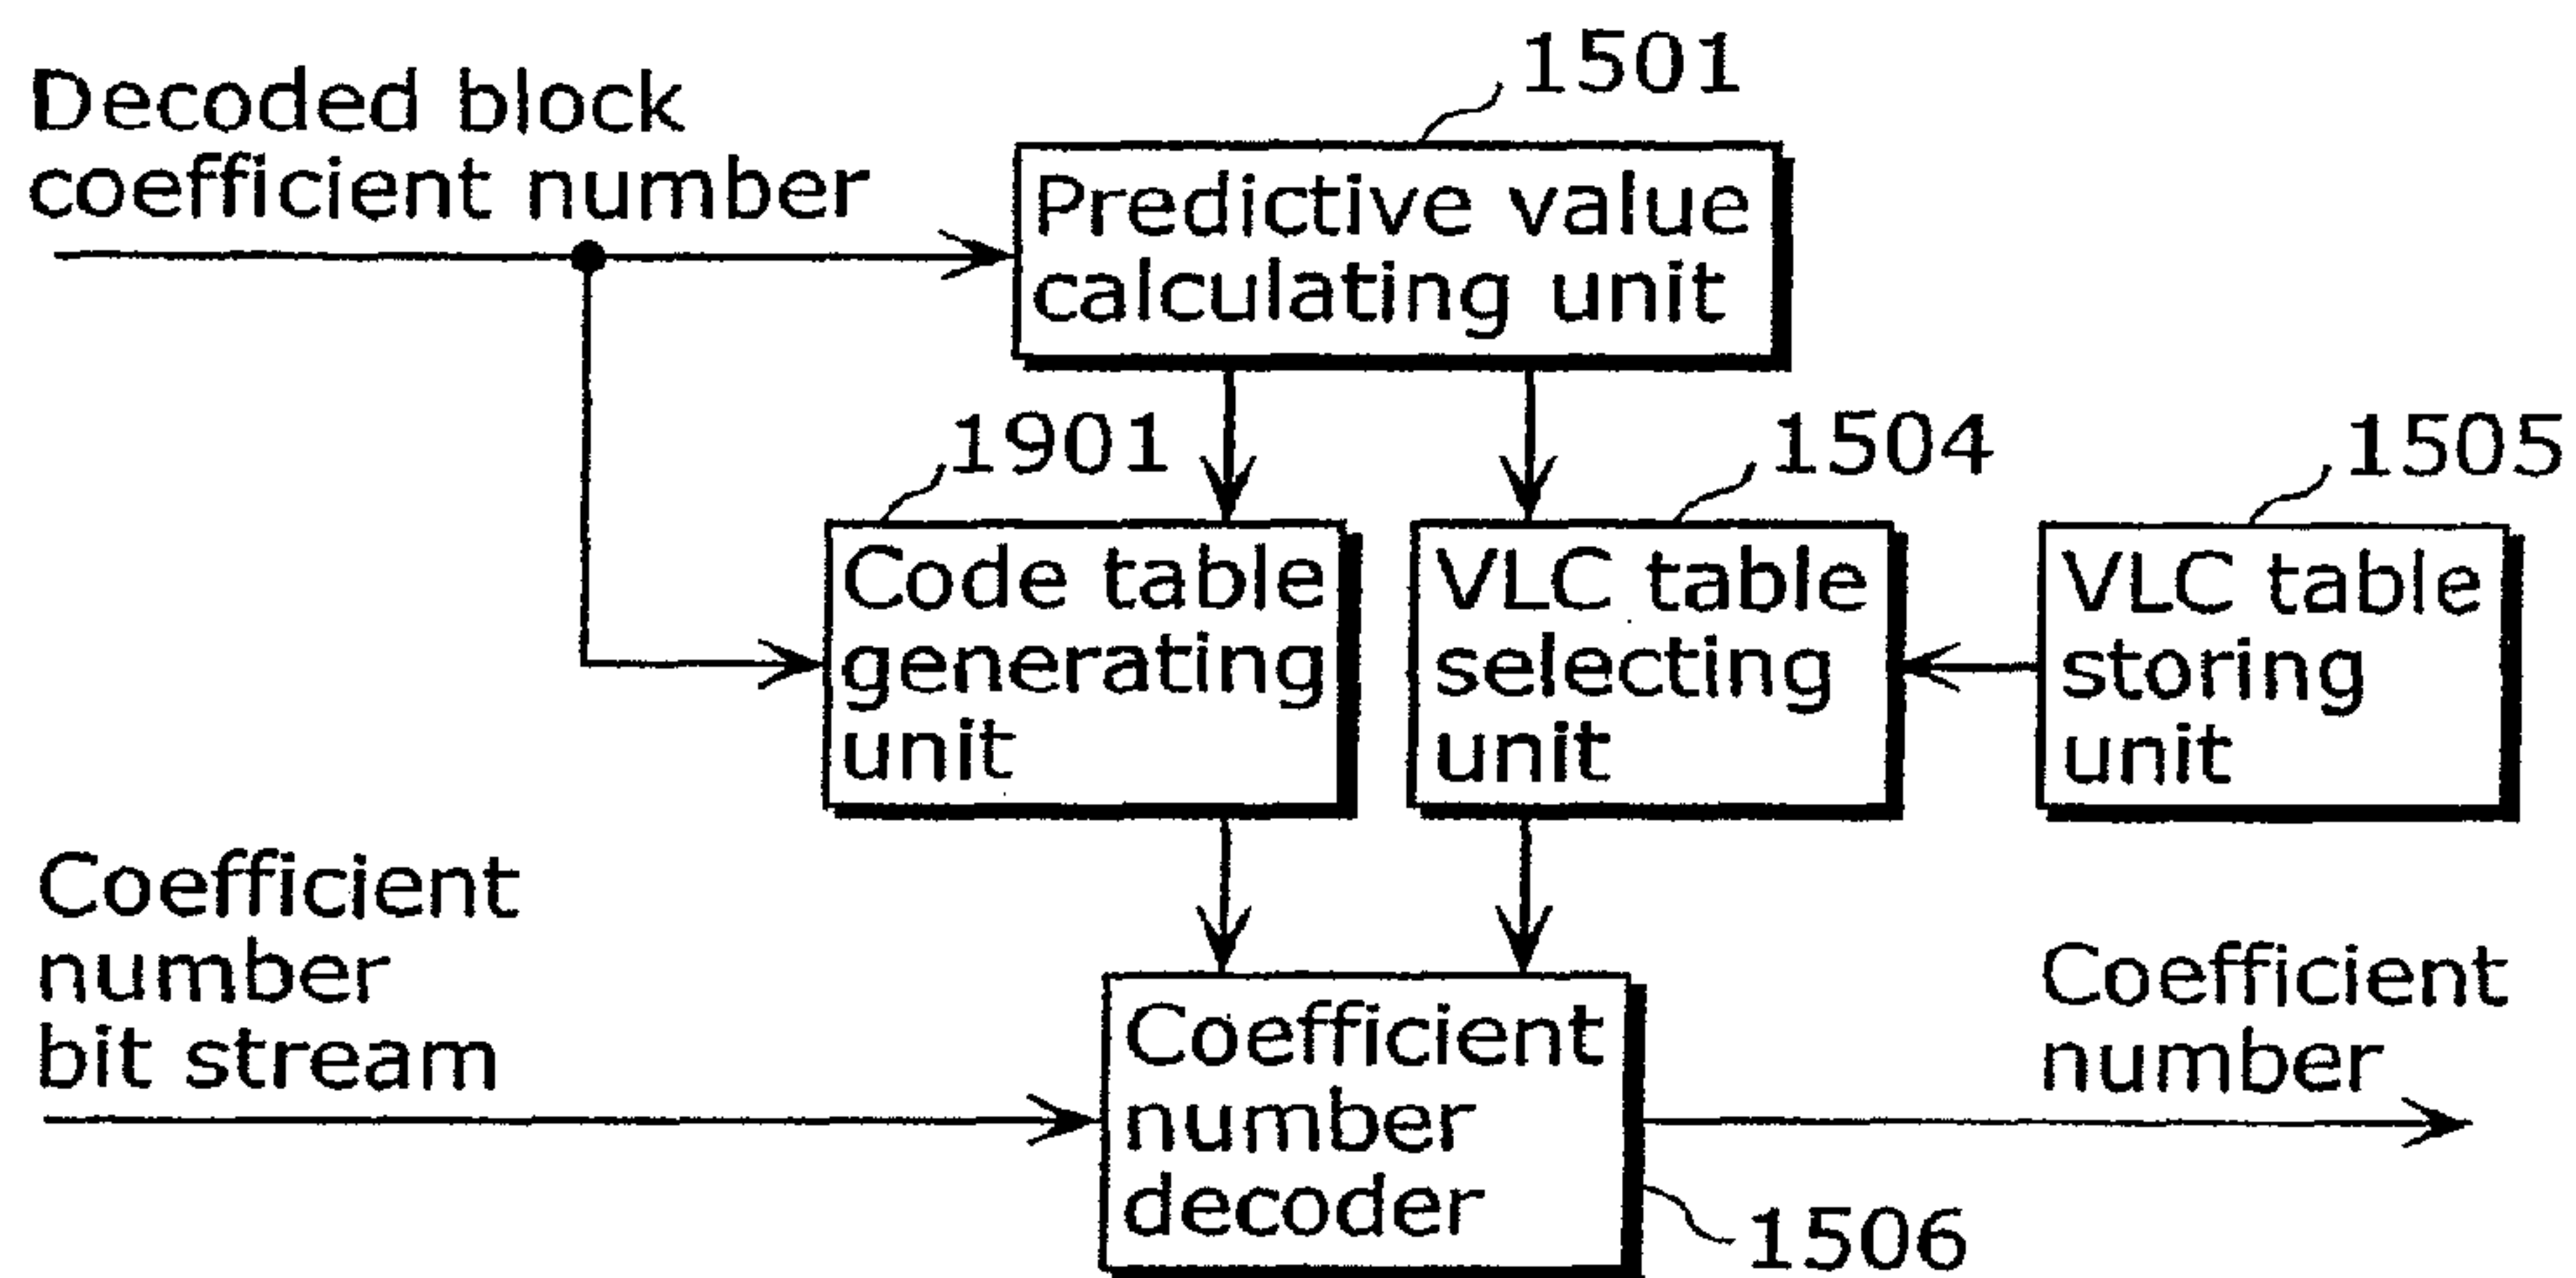 1501
Decoded block
coefficient number
Predictive value
calculating unit
1901
1504
1505
Code table
generating
unit
VLC table
selecting
unit
VLC table
storing
unit
Coefficient
number
bit stream
Coefficient
number
decoder
Coefficient
number
1506